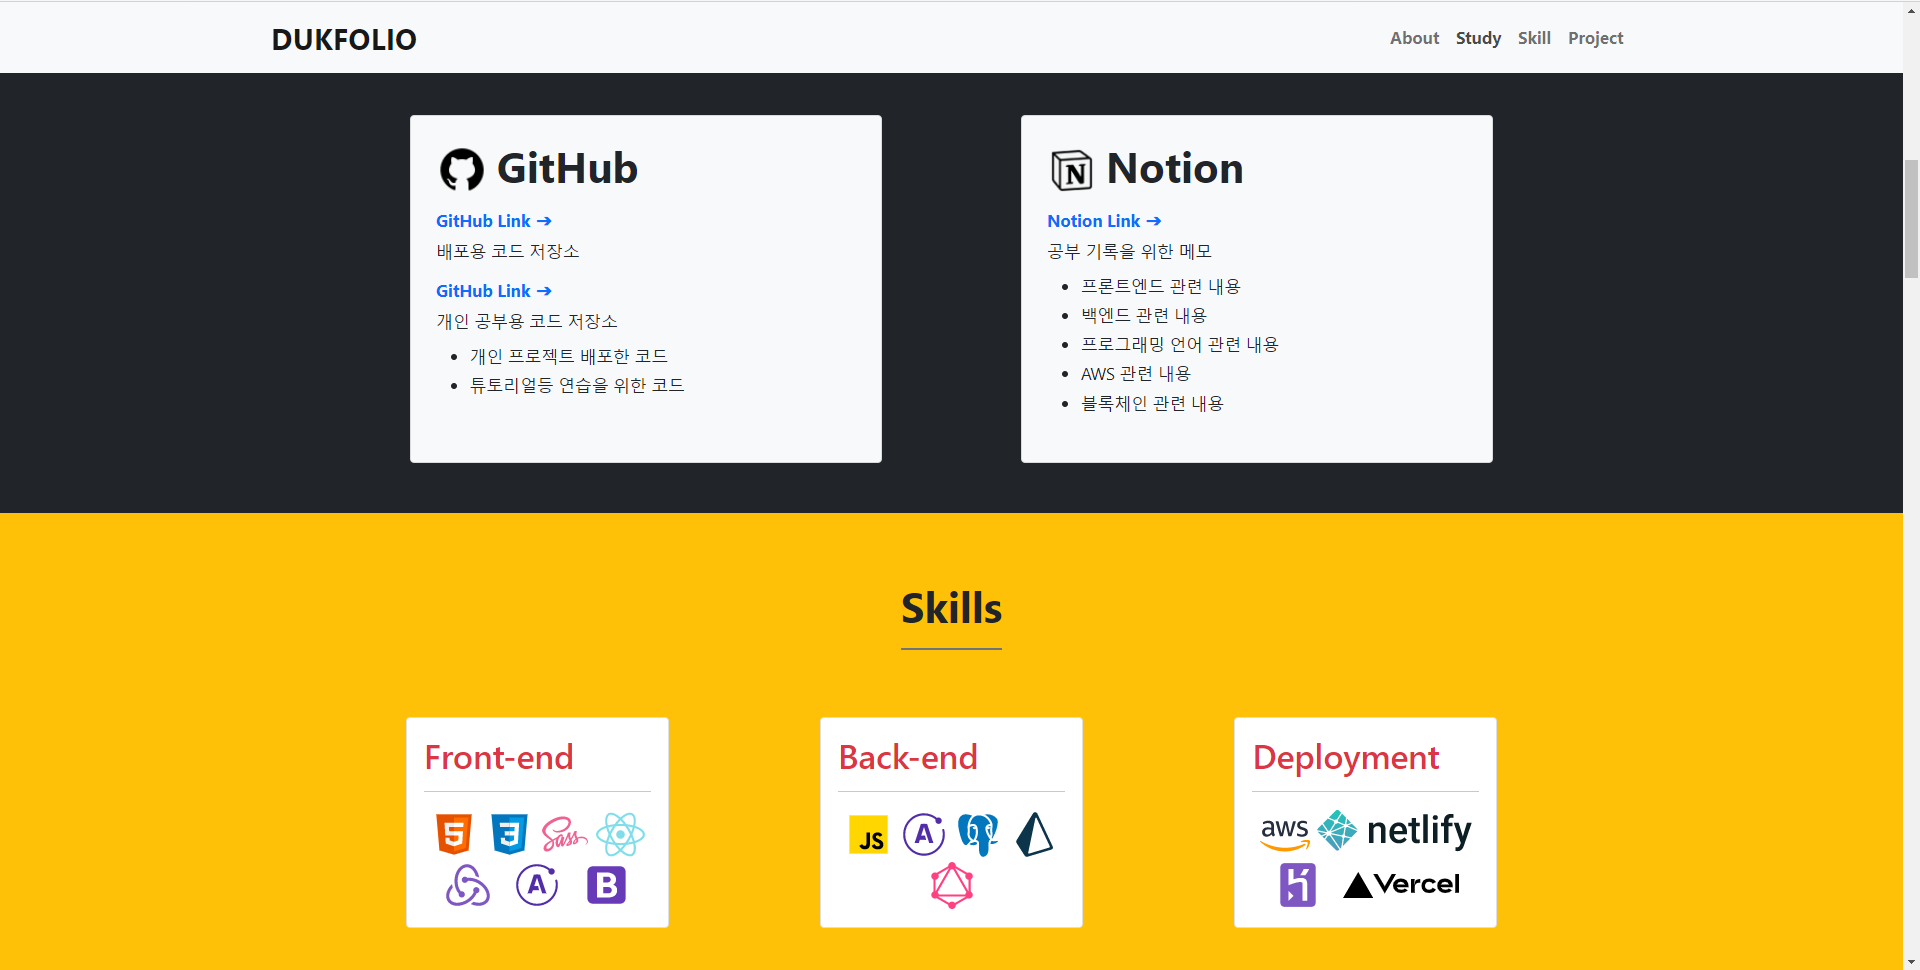 DUKFOLIO
About Study Skill Project
GitHub
GitHub Link ➔
배포용 코드 저장소
GitHub Link ➔
개인 공부용 코드 저장소
• 개인 프로젝트 배포한 코드
• 튜토리얼등 연습을 위한 코드
N Notion
Notion Link ➔
공부 기록을 위한 메모
• 프론트엔드 관련 내용
• 백엔드 관련 내용
• 프로그래밍 언어 관련 내용
• AWS 관련 내용
• 블록체인 관련 내용
Skills
Front-end
5 3 Sass
A B
Back-end
JS A
Deployment
aws netlify
Vercel